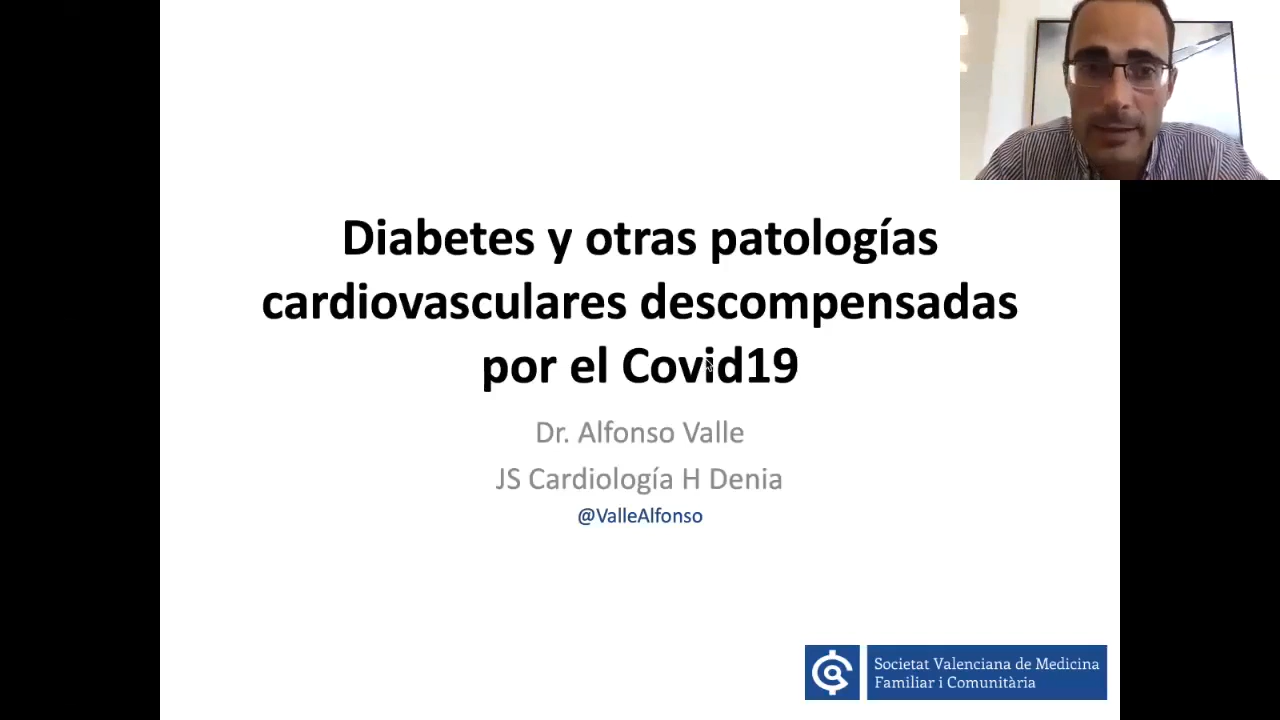 Diabetes y otras patologías
cardiovasculares descompensadas
por el Covid19
Dr. Alfonso Valle
JS Cardiología H Denia
@ValleAlfonso
Societat Valenciana de Medicina
Familiar i Comunitària